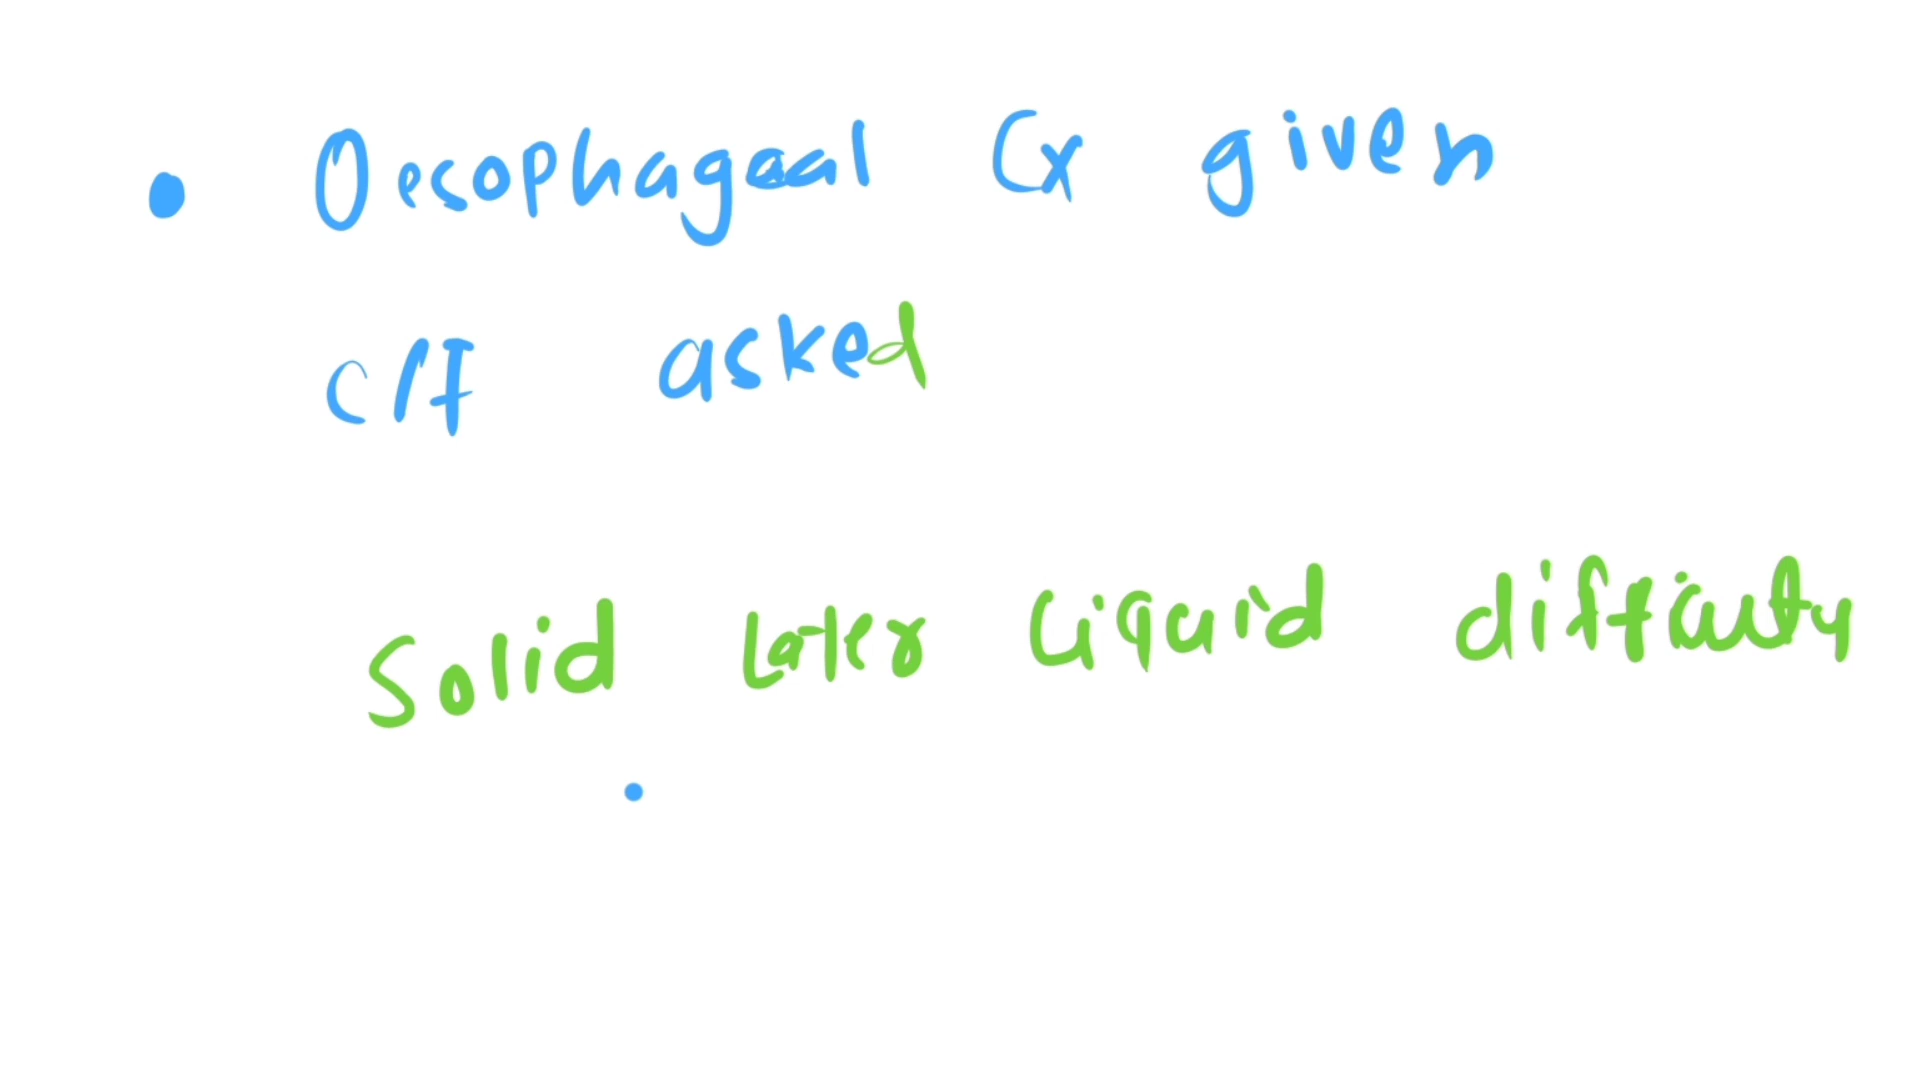 • Oesophageal Cx given
c/f asked
Solid Later Liquid difficulty